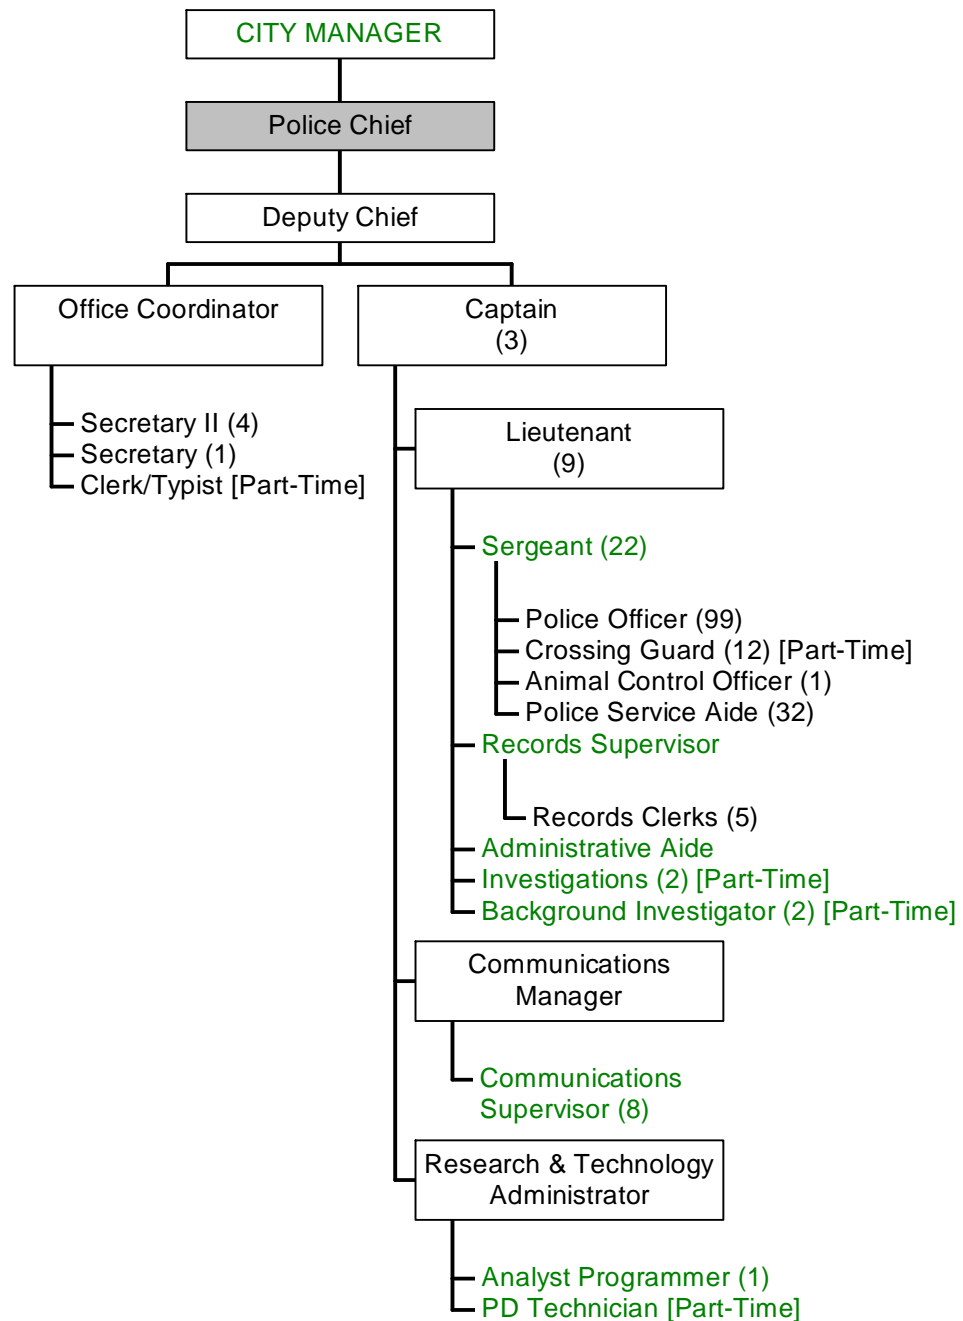 CITY MANAGER
Police Chief
Deputy Chief
Office Coordinator
Captain
(3)
Secretary II (4)
Secretary (1)
Clerk/Typist [Part-Time]
Lieutenant
(9)
Sergeant (22)
Police Officer (99)
Crossing Guard (12) [Part-Time]
Animal Control Officer (1)
Police Service Aide (32)
Records Supervisor
Records Clerks (5)
Administrative Aide
Investigations (2) [Part-Time]
Background Investigator (2) [Part-Time]
Communications
Manager
Communications
Supervisor (8)
Research & Technology
Administrator
Analyst Programmer (1)
PD Technician [Part-Time]